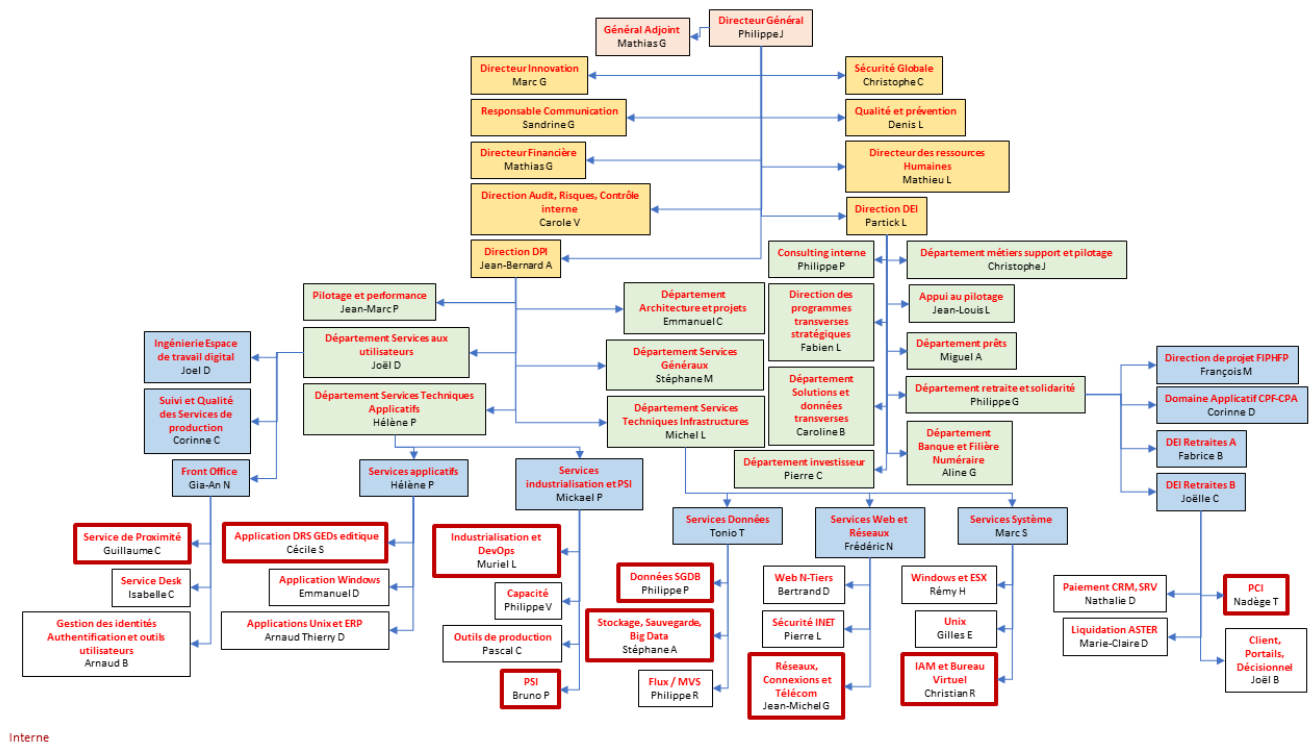 Directeur Général
Philippe J
Général Adjoint
Mathias G
Directeur Innovation
Marc G
Sécurité Globale
Christophe C
Responsable Communication
Sandrine G
Qualité et prévention
Denis L
Directeur Financière
Mathias G
Directeur des ressources
Humaines
Mathieu L
Direction Audit, Risques, Contrôle
interne
Carole V
Direction DEI
Partick L
Direction DPI
Jean-Bernard A
Consulting interne
Philippe P
Département métiers support et pilotage
Christophe J
Pilotage et performance
Jean-Marc P
Département
Architecture et projets
Emmanuel C
Direction des
programmes
transverses
stratégiques
Fabien L
Appui au pilotage
Jean-Louis L
Ingénierie Espace
de travail digital
Joel D
Département Services aux
utilisateurs
Joël D
Département Services
Généraux
Stéphane M
Département prêts
Miguel A
Direction de projet FIPHFP
François M
Suivi et Qualité
des Services de
production
Corinne C
Département Services Techniques
Applicatifs
Hélène P
Département Services
Techniques Infrastructures
Michel L
Département
Solutions et
données
transverses
Caroline B
Département retraite et solidarité
Philippe G
Domaine Applicatif CPF-CPA
Corinne D
Département
Banque et Filière
Numéraire
Aline G
DEI Retraites A
Fabrice B
Front Office
Gia-An N
Services applicatifs
Hélène P
Services
industrialisation et PSI
Mickael P
Département investisseur
Pierre C
DEI Retraites B
Joëlle C
Services Données
Tonio T
Services Web et
Réseaux
Frédéric N
Services Système
Marc S
Service de Proximité
Guillaume C
Application DRS GEDs editique
Cécile S
Industrialisation et
DevOps
Muriel L
Données SGDB
Philippe P
Web N-Tiers
Bertrand D
Windows et ESX
Rémy H
Paiement CRM, SRV
Nathalie D
PCI
Nadège T
Service Desk
Isabelle C
Application Windows
Emmanuel D
Capacité
Philippe V
Stockage, Sauvegarde,
Big Data
Stéphane A
Sécurité INET
Pierre L
Unix
Gilles E
Liquidation ASTER
Marie-Claire D
Client,
Portails,
Décisionnel
Joël B
Gestion des identités
Authentification et outils
utilisateurs
Arnaud B
Applications Unix et ERP
Arnaud Thierry D
Outils de production
Pascal C
PSI
Bruno P
Flux / MVS
Philippe R
Réseaux,
Connexions et
Télécom
Jean-Michel G
IAM et Bureau
Virtuel
Christian R
Interne